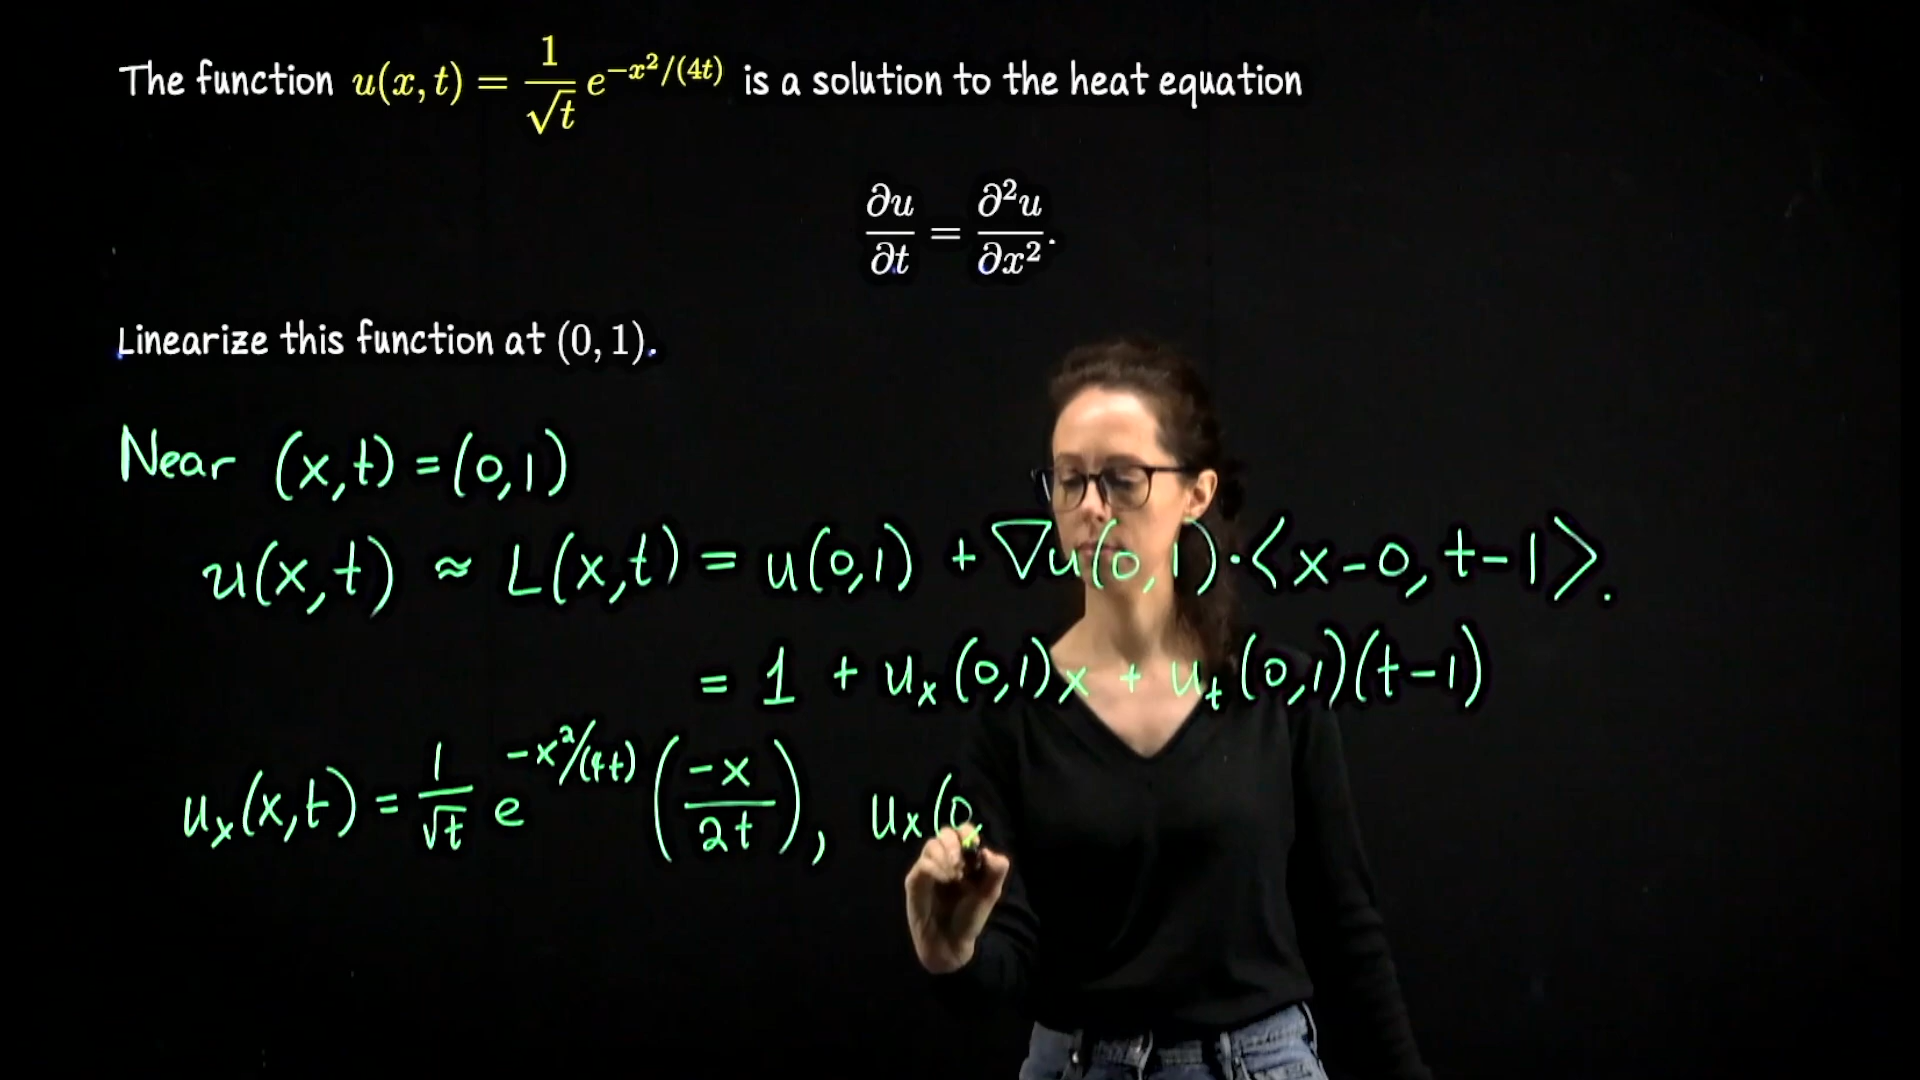 The function u(x, t) = 1/√t e^{−x²/(4t)} is a solution to the heat equation
∂u/∂t = ∂²u/∂x².
Linearize this function at (0, 1).
Near (x,t) = (0,1)
u(x,t) ≈ L(x,t) = u(0,1) + ∇u(0,1)·⟨x−0, t−1⟩.
= 1 + u_x(0,1)x + u_t(0,1)(t−1)
u_x(x,t) = 1/√t e^{−x²/(4t)} (−x/2t), u_x(0,